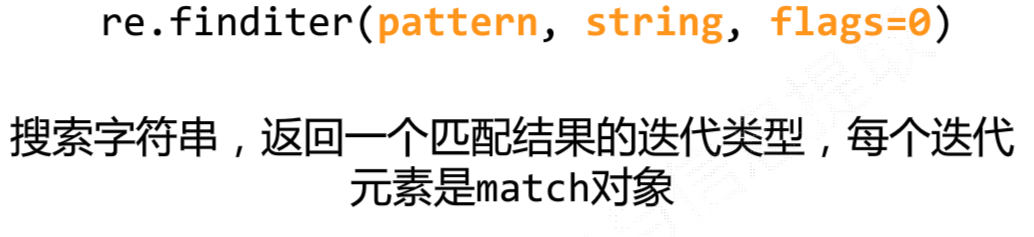 re.finditer(pattern, string, flags=0)
搜索字符串，返回一个匹配结果的迭代类型，每个迭代
元素是match对象